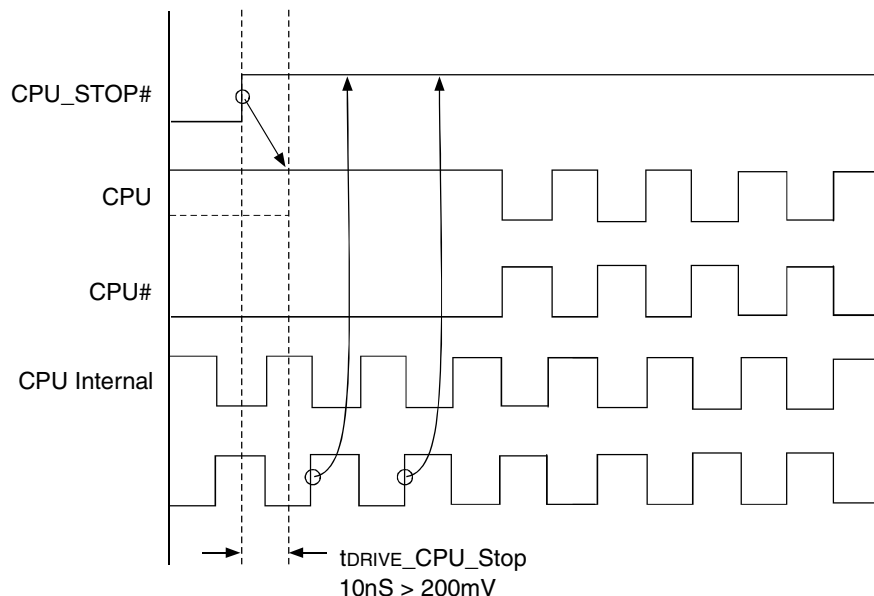 CPU_STOP#
CPU
CPU#
CPU Internal
tDRIVE_CPU_Stop
10nS > 200mV